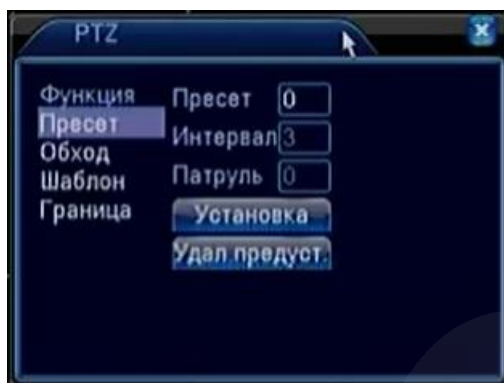 PTZ
Функция
Пресет
Обход
Шаблон
Граница
Пресет 0
Интервал 3
Патруль 0
Установка
Удал предуст.